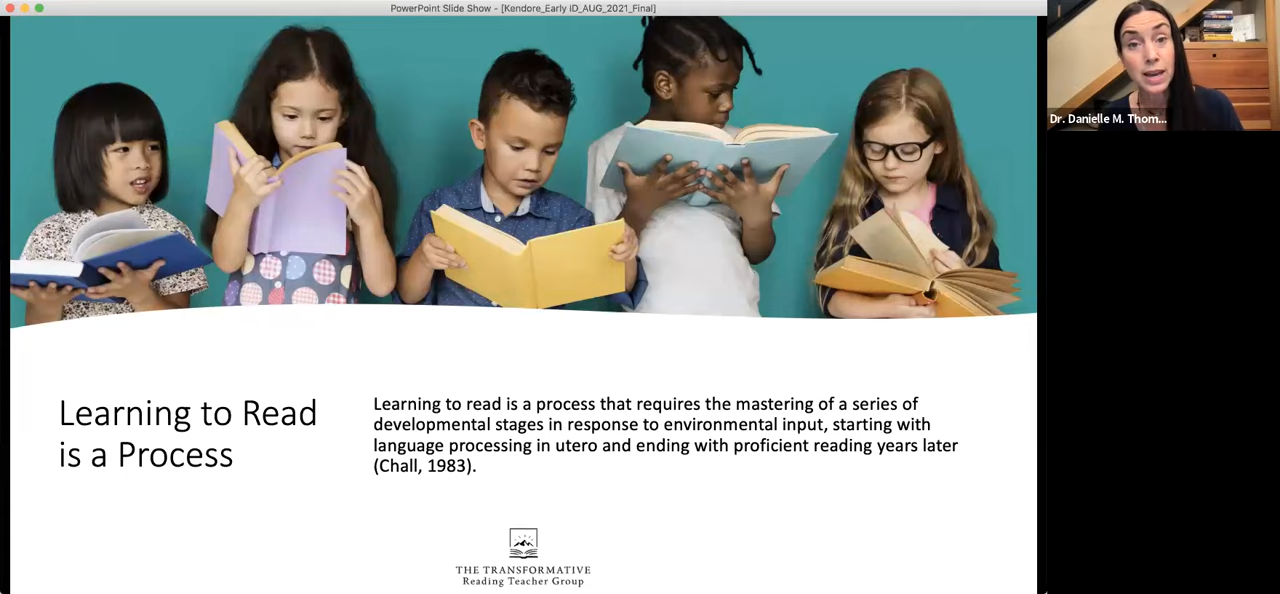 PowerPoint Slide Show - [Kendore_Early ID_AUG_2021_Final]
Dr. Danielle M. Thom...
Learning to Read
is a Process
Learning to read is a process that requires the mastering of a series of
developmental stages in response to environmental input, starting with
language processing in utero and ending with proficient reading years later
(Chall, 1983).
THE TRANSFORMATIVE
Reading Teacher Group